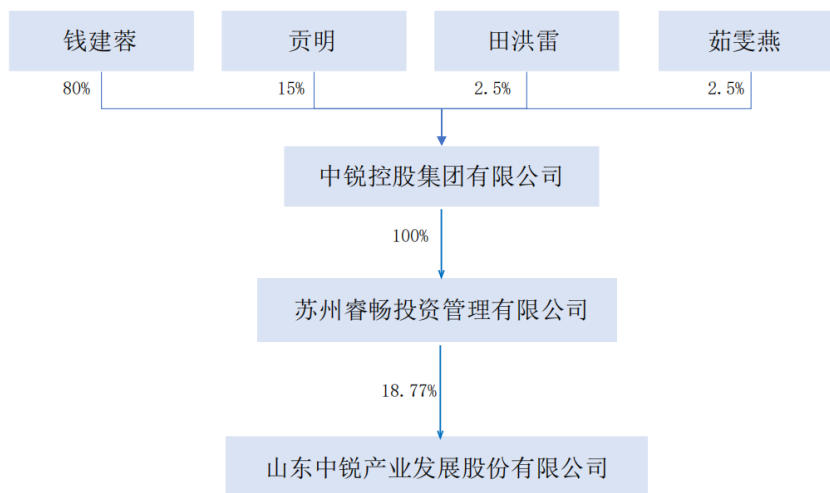 钱建蓉
贡明
田洪雷
茹雯燕
80%
15%
2.5%
2.5%
中锐控股集团有限公司
100%
苏州睿畅投资管理有限公司
18.77%
山东中锐产业发展股份有限公司